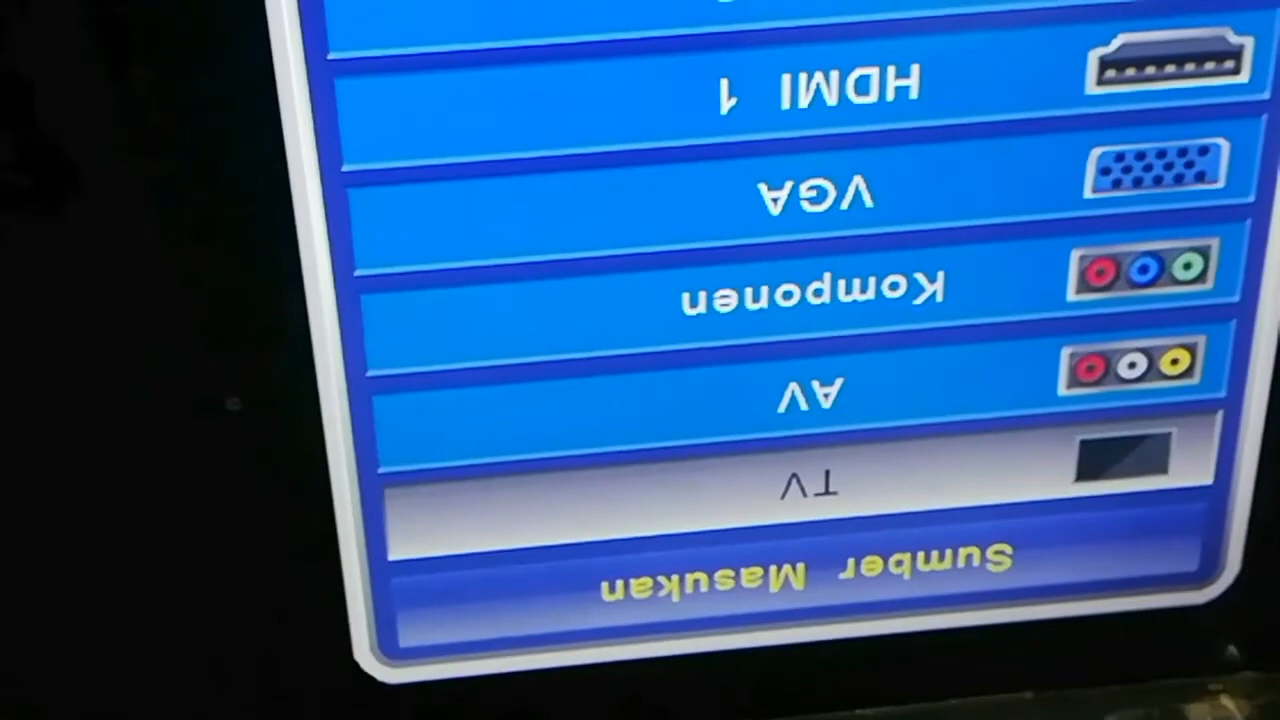 Sumber Masukan
TV
AV
Komponen
VGA
HDMI 1